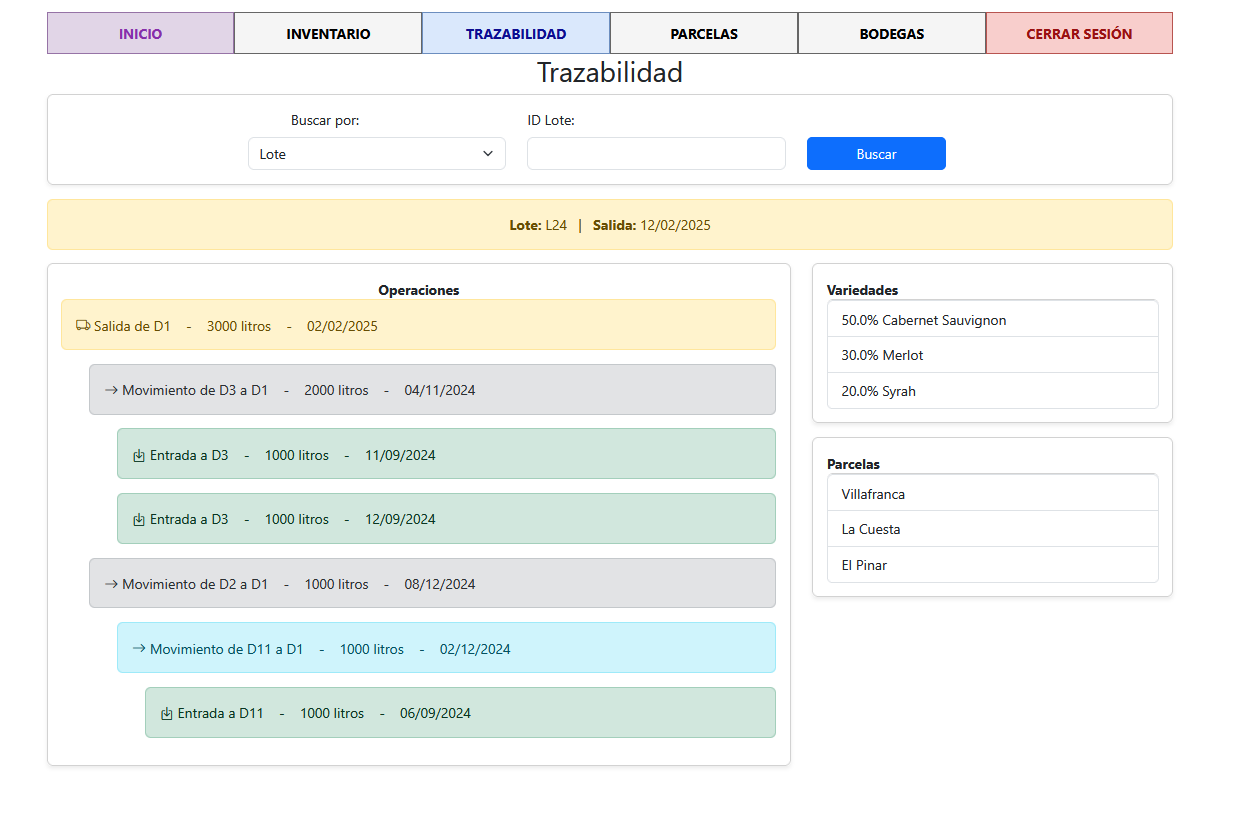 INICIO INVENTARIO TRAZABILIDAD PARCELAS BODEGAS CERRAR SESIÓN
Trazabilidad
Buscar por: ID Lote:
Lote Buscar
Lote: L24 | Salida: 12/02/2025
Operaciones
Salida de D1 - 3000 litros - 02/02/2025
Movimiento de D3 a D1 - 2000 litros - 04/11/2024
Entrada a D3 - 1000 litros - 11/09/2024
Entrada a D3 - 1000 litros - 12/09/2024
Movimiento de D2 a D1 - 1000 litros - 08/12/2024
Movimiento de D11 a D1 - 1000 litros - 02/12/2024
Entrada a D11 - 1000 litros - 06/09/2024
Variedades
50.0% Cabernet Sauvignon
30.0% Merlot
20.0% Syrah
Parcelas
Villafranca
La Cuesta
El Pinar